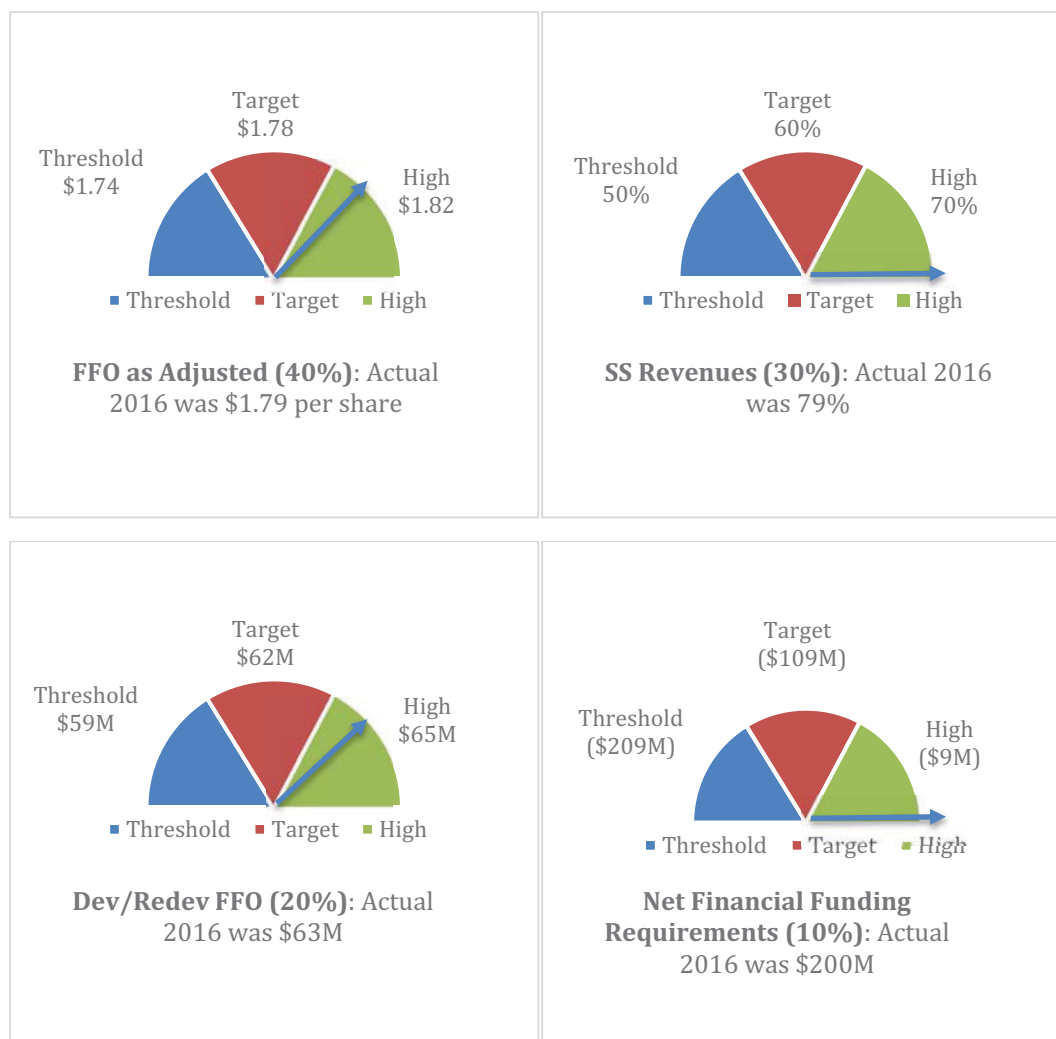 Target
$1.78
Threshold
$1.74
High
$1.82
Threshold Target High
FFO as Adjusted (40%): Actual
2016 was $1.79 per share
Target
60%
Threshold
50%
High
70%
Threshold Target High
SS Revenues (30%): Actual 2016
was 79%
Target
$62M
Threshold
$59M
High
$65M
Threshold Target High
Dev/Redev FFO (20%): Actual
2016 was $63M
Target
($109M)
Threshold
($209M)
High
($9M)
Threshold Target High
Net Financial Funding
Requirements (10%): Actual
2016 was $200M